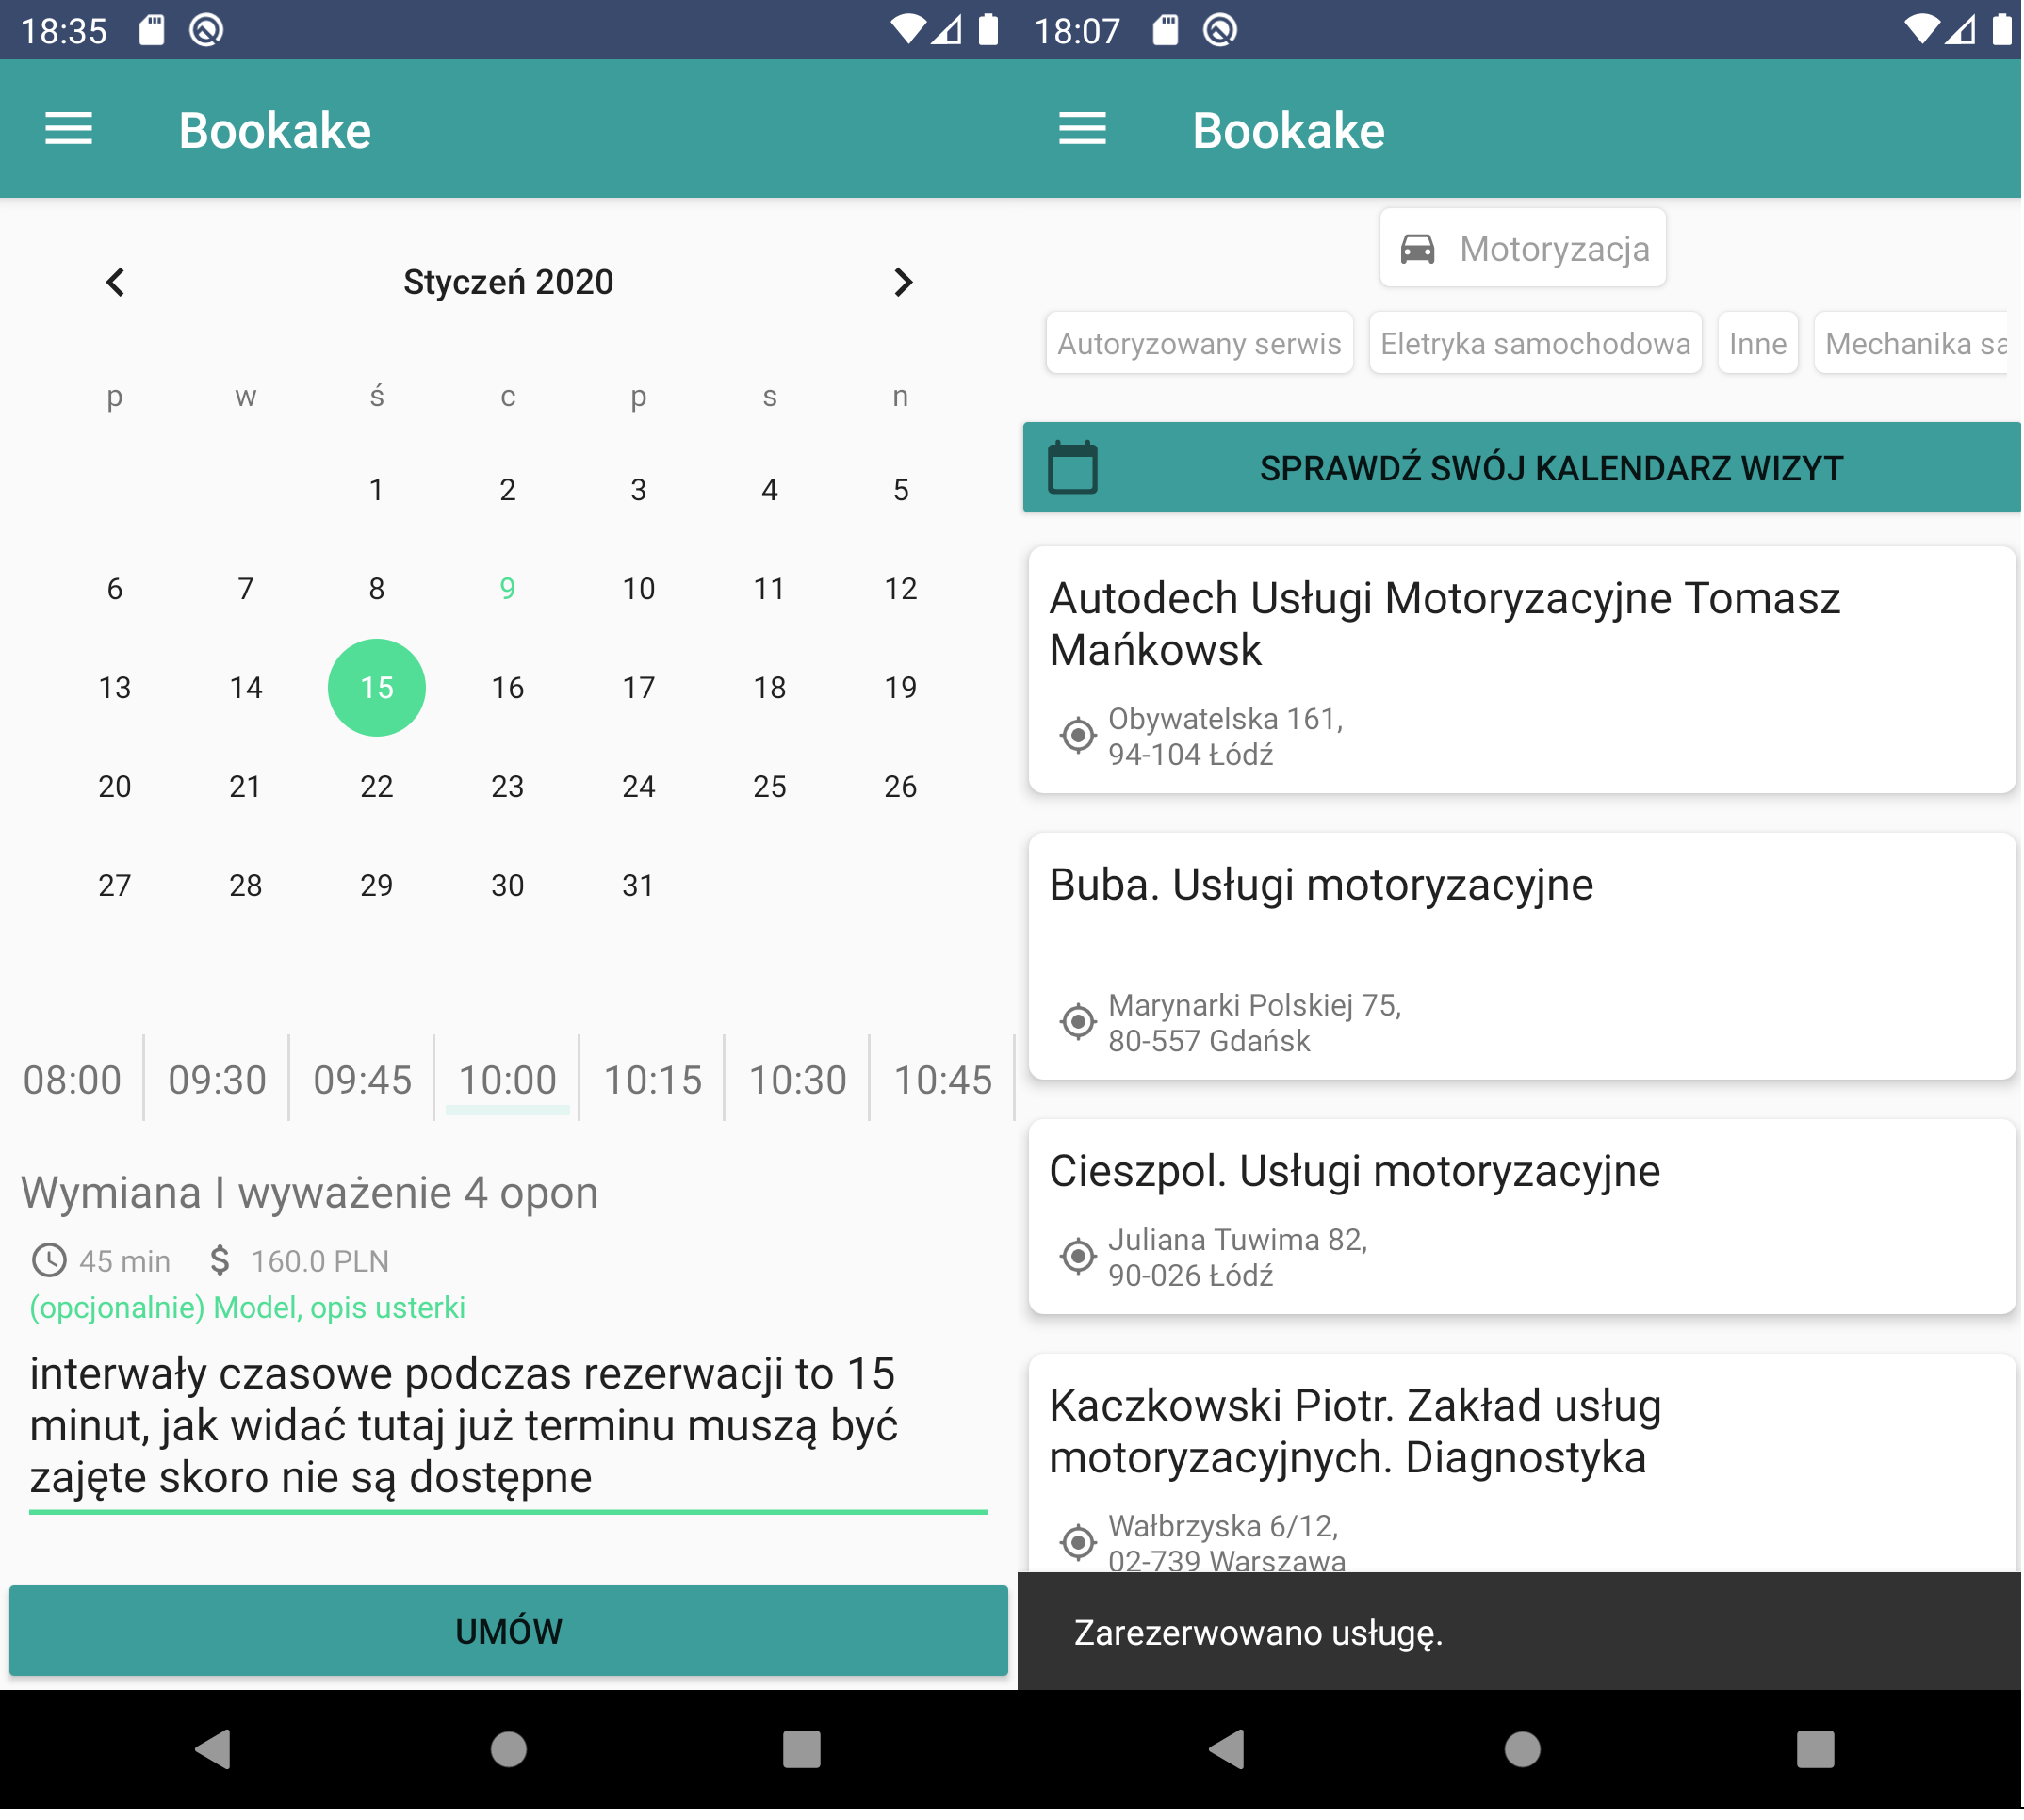 18:35
Bookake
Styczeń 2020
p w ś c p s n
1 2 3 4 5
6 7 8 9 10 11 12
13 14 15 16 17 18 19
20 21 22 23 24 25 26
27 28 29 30 31
08:00 09:30 09:45 10:00 10:15 10:30 10:45
Wymiana I wyważenie 4 opon
45 min $ 160.0 PLN
(opcjonalnie) Model, opis usterki
interwały czasowe podczas rezerwacji to 15
minut, jak widać tutaj już terminu muszą być
zajęte skoro nie są dostępne
UMÓW
18:07
Bookake
Motoryzacja
Autoryzowany serwis Eletryka samochodowa Inne Mechanika sa
SPRAWDŹ SWÓJ KALENDARZ WIZYT
Autodech Usługi Motoryzacyjne Tomasz
Mańkowsk
Obywatelska 161,
94-104 Łódź
Buba. Usługi motoryzacyjne
Marynarki Polskiej 75,
80-557 Gdańsk
Cieszpol. Usługi motoryzacyjne
Juliana Tuwima 82,
90-026 Łódź
Kaczkowski Piotr. Zakład usług
motoryzacyjnych. Diagnostyka
Wałbrzyska 6/12,
02-739 Warszawa
Zarezerwowano usługę.